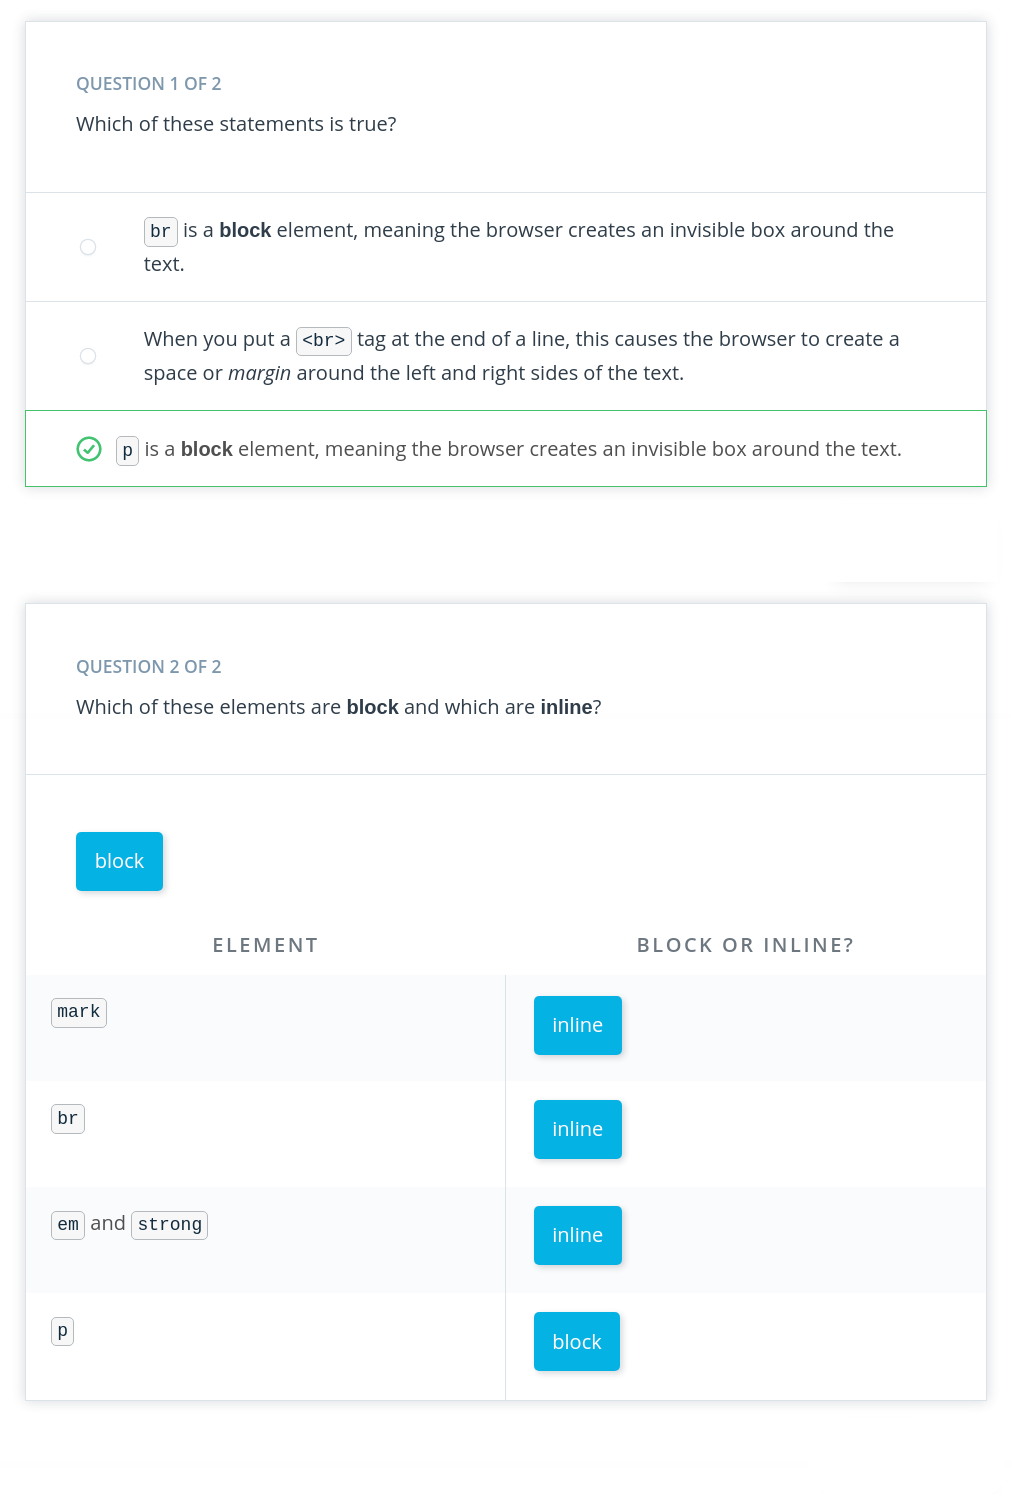 QUESTION 1 OF 2
Which of these statements is true?
br is a block element, meaning the browser creates an invisible box around the
text.
When you put a <br> tag at the end of a line, this causes the browser to create a
space or margin around the left and right sides of the text.
p is a block element, meaning the browser creates an invisible box around the text.
QUESTION 2 OF 2
Which of these elements are block and which are inline?
block
ELEMENT BLOCK OR INLINE?
mark inline
br inline
em and strong inline
p block